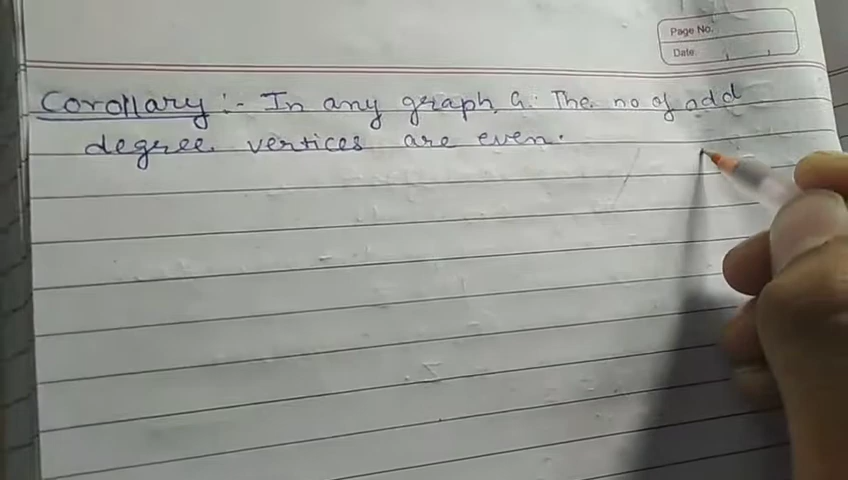 Page No.
Date
Corollary :- In any graph G. The no of odd
degree vertices are even.